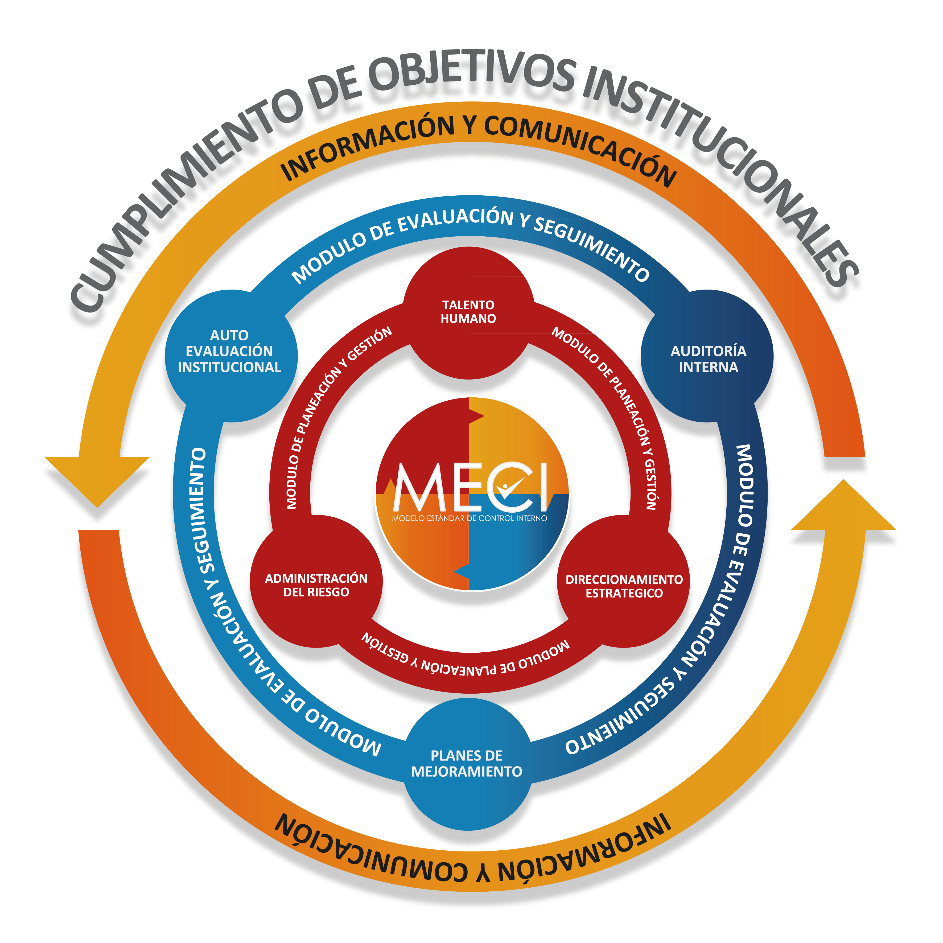 CUMPLIMIENTO DE OBJETIVOS INSTITUCIONALES
INFORMACIÓN Y COMUNICACIÓN
MODULO DE EVALUACIÓN Y SEGUIMIENTO
TALENTO
HUMANO
AUTO
EVALUACIÓN
INSTITUCIONAL
AUDITORÍA
INTERNA
MODULO DE PLANEACIÓN Y GESTIÓN
MODULO DE PLANEACIÓN Y GESTIÓN
MECI
MODELO ESTÁNDAR DE CONTROL INTERNO
MODULO DE EVALUACIÓN Y SEGUIMIENTO
MODULO DE EVALUACIÓN Y SEGUIMIENTO
ADMINISTRACIÓN
DEL RIESGO
DIRECCIONAMIENTO
ESTRATEGICO
MODULO DE PLANEACIÓN Y GESTIÓN
PLANES DE
MEJORAMIENTO
INFORMACIÓN Y COMUNICACIÓN